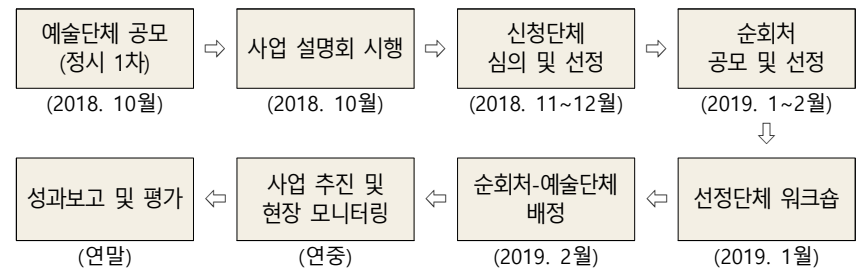 예술단체 공모
(정시 1차)
⇨
사업 설명회 시행
⇨
신청단체
심의 및 선정
⇨
순회처
공모 및 선정
(2018. 10월)
(2018. 10월)
(2018. 11~12월)
(2019. 1~2월)
⇩
성과보고 및 평가
⇦
사업 추진 및
현장 모니터링
⇦
순회처-예술단체
배정
⇦
선정단체 워크숍
(연말)
(연중)
(2019. 2월)
(2019. 1월)